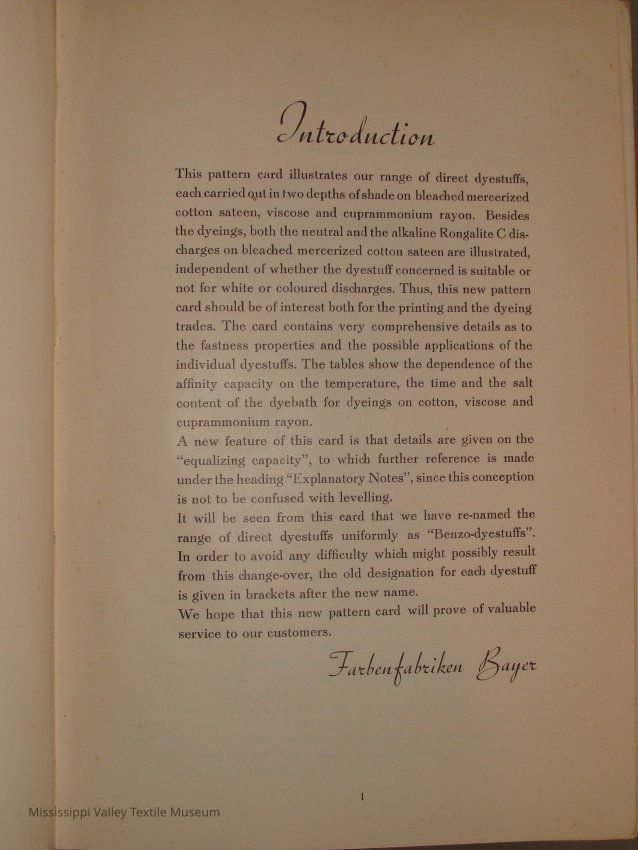 Introduction
This pattern card illustrates our range of direct dyestuffs,
each carried out in two depths of shade on bleached mercerized
cotton sateen, viscose and cuprammonium rayon. Besides
the dyeings, both the neutral and the alkaline Rongalite C dis-
charges on bleached mercerized cotton sateen are illustrated,
independent of whether the dyestuff concerned is suitable or
not for white or coloured discharges. Thus, this new pattern
card should be of interest both for the printing and the dyeing
trades. The card contains very comprehensive details as to
the fastness properties and the possible applications of the
individual dyestuffs. The tables show the dependence of the
affinity capacity on the temperature, the time and the salt
content of the dyebath for dyeings on cotton, viscose and
cuprammonium rayon.
A new feature of this card is that details are given on the
“equalizing capacity”, to which further reference is made
under the heading “Explanatory Notes”, since this conception
is not to be confused with levelling.
It will be seen from this card that we have re-named the
range of direct dyestuffs uniformly as “Benzo-dyestuffs”.
In order to avoid any difficulty which might possibly result
from this change-over, the old designation for each dyestuff
is given in brackets after the new name.
We hope that this new pattern card will prove of valuable
service to our customers.
Farbenfabriken Bayer
1
Mississippi Valley Textile Museum